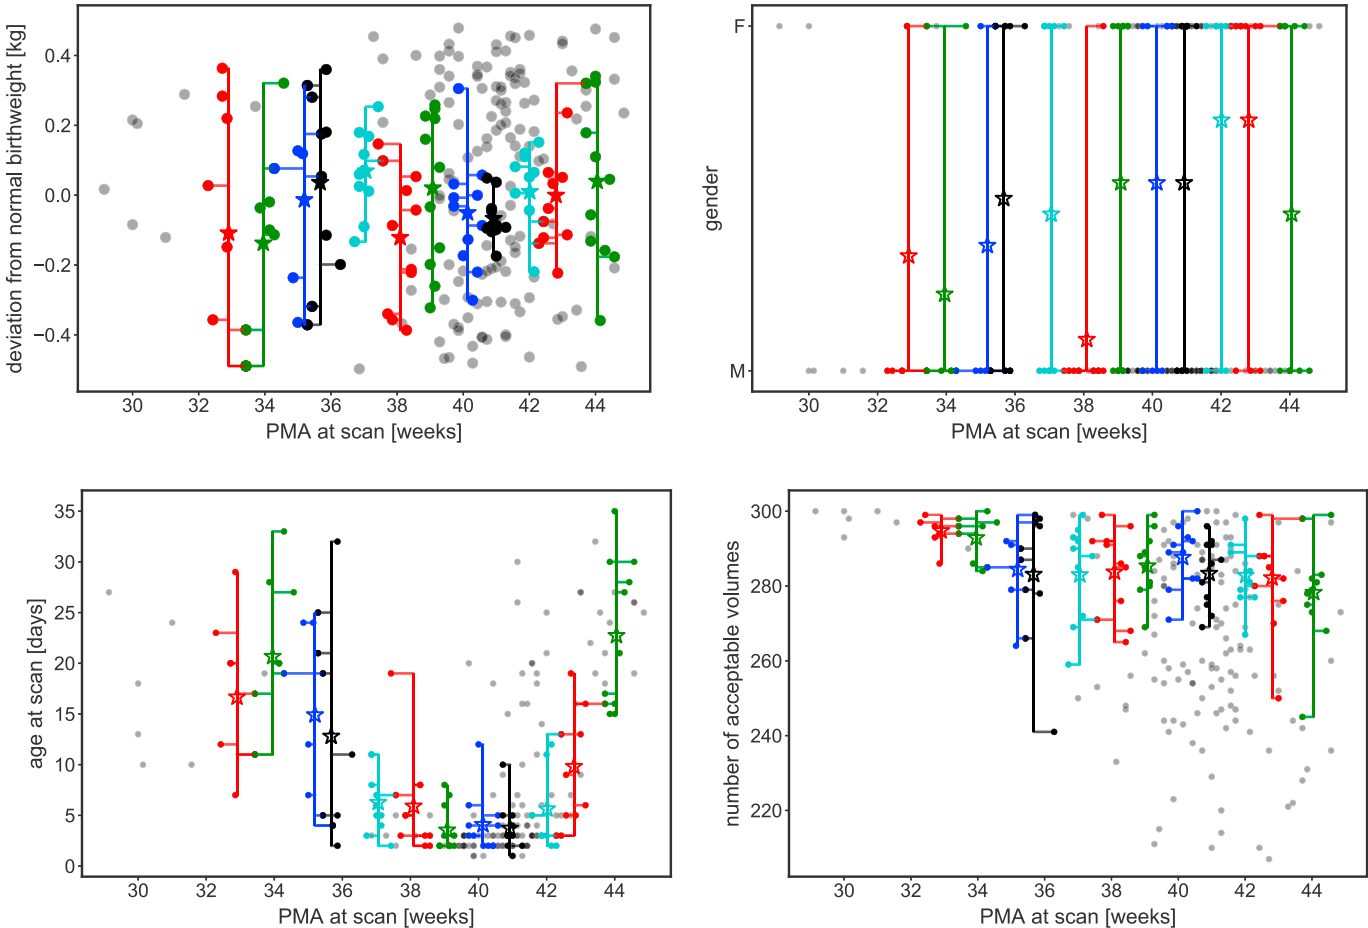 deviation from normal birthweight [kg]
0.4
0.2
0.0
−0.2
−0.4
30 32 34 36 38 40 42 44
PMA at scan [weeks]
gender
F
M
30 32 34 36 38 40 42 44
PMA at scan [weeks]
age at scan [days]
35
30
25
20
15
10
5
0
30 32 34 36 38 40 42 44
PMA at scan [weeks]
number of acceptable volumes
300
280
260
240
220
30 32 34 36 38 40 42 44
PMA at scan [weeks]